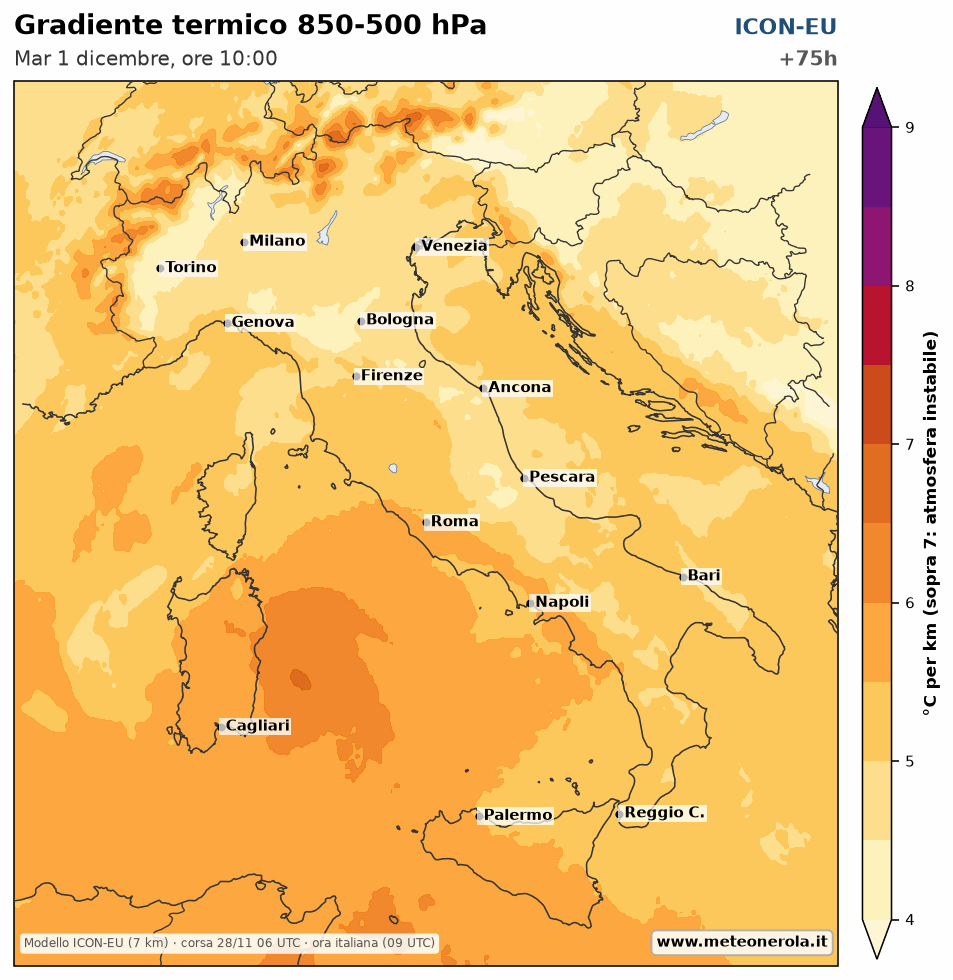 Gradiente termico 850-500 hPa
ICON-EU
Mar 1 dicembre, ore 10:00
+75h
9
8
7
6
5
4
°C per km (sopra 7: atmosfera instabile)
Milano
Venezia
Torino
Genova
Bologna
Firenze
Ancona
Pescara
Roma
Bari
Napoli
Cagliari
Palermo
Reggio C.
Modello ICON-EU (7 km) · corsa 28/11 06 UTC · ora italiana (09 UTC)
www.meteonerola.it